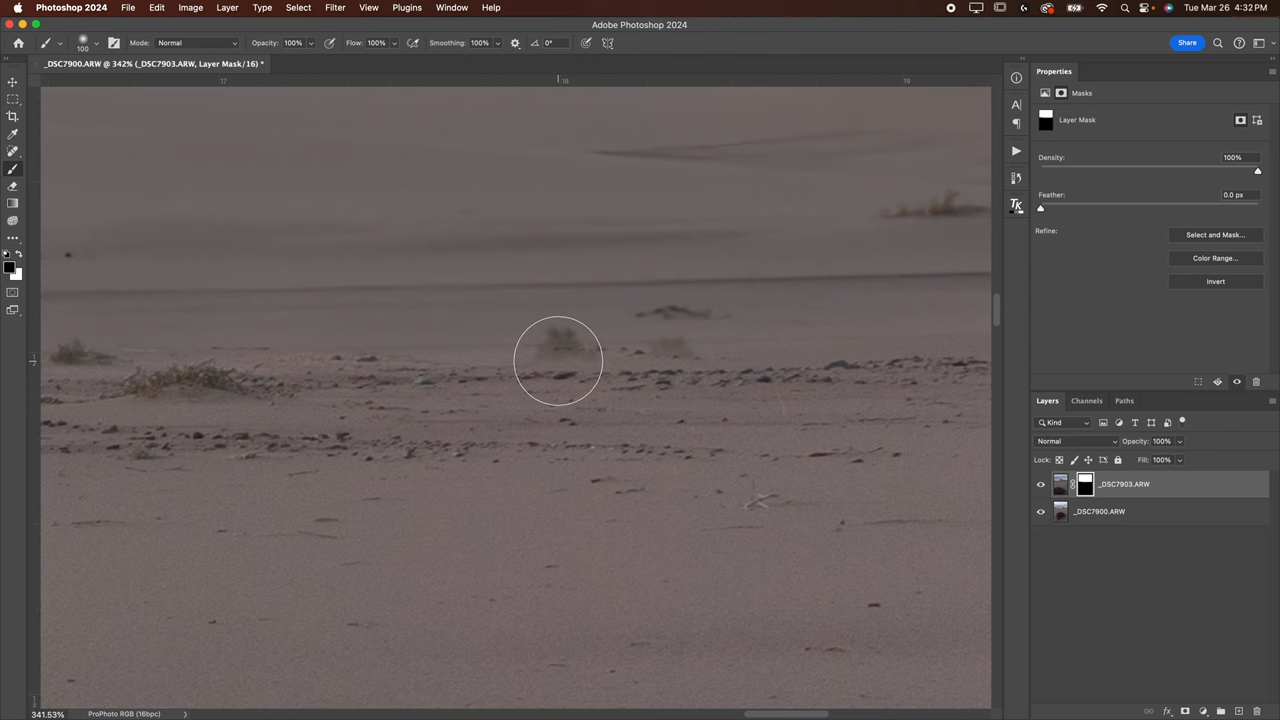 Photoshop 2024 File Edit Image Layer Type Select Filter View Plugins Window Help Tue Mar 26 4:32 PM
Adobe Photoshop 2024
100 Mode: Normal Opacity: 100% Flow: 100% Smoothing: 100% 0° Share
_DSC7900.ARW @ 342% (_DSC7903.ARW, Layer Mask/16) *
17 18 19
Properties
Masks
Layer Mask
Density: 100%
Feather: 0.0 px
Refine: Select and Mask...
Color Range...
Invert
A|
TK
Layers Channels Paths
Kind
Normal Opacity: 100%
Lock: Fill: 100%
_DSC7903.ARW
_DSC7900.ARW
fx
341.53% ProPhoto RGB (16bpc)